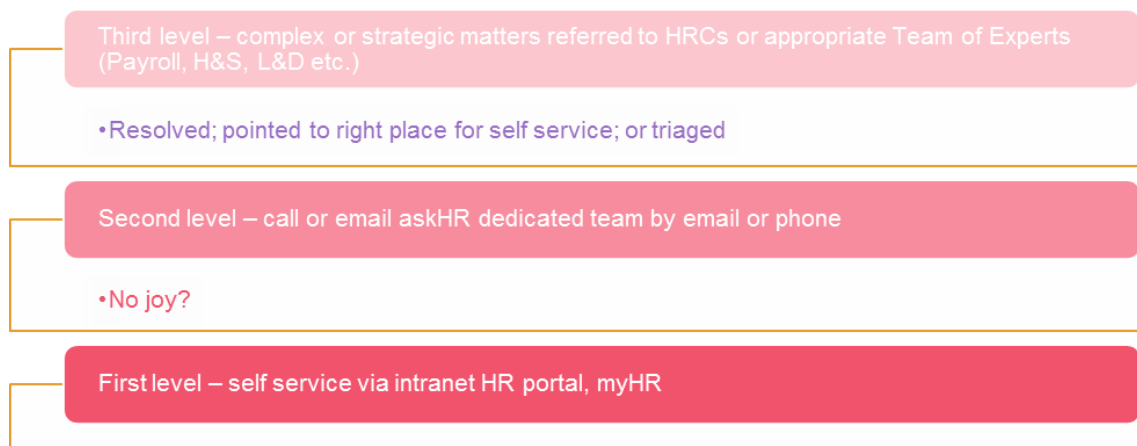 Third level – complex or strategic matters referred to HRCs or appropriate Team of Experts
(Payroll, H&S, L&D etc.)
•Resolved; pointed to right place for self service; or triaged
Second level – call or email askHR dedicated team by email or phone
•No joy?
First level – self service via intranet HR portal, myHR